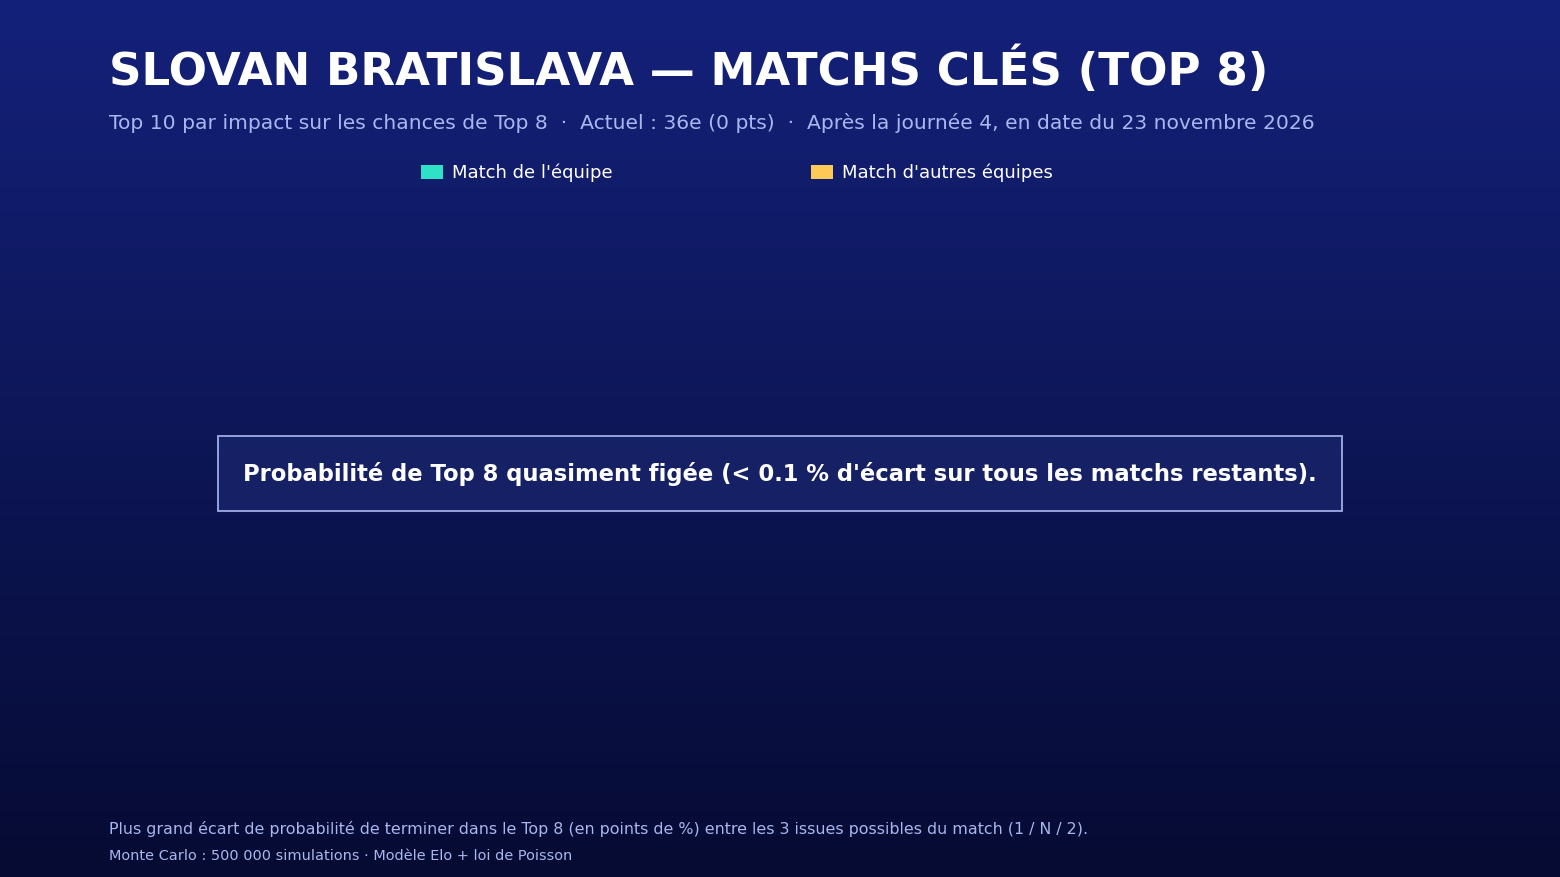 SLOVAN BRATISLAVA — MATCHS CLÉS (TOP 8)
Top 10 par impact sur les chances de Top 8 · Actuel : 36e (0 pts) · Après la journée 4, en date du 23 novembre 2026
Match de l'équipe
Match d'autres équipes
Probabilité de Top 8 quasiment figée (< 0.1 % d'écart sur tous les matchs restants).
Plus grand écart de probabilité de terminer dans le Top 8 (en points de %) entre les 3 issues possibles du match (1 / N / 2).
Monte Carlo : 500 000 simulations · Modèle Elo + loi de Poisson